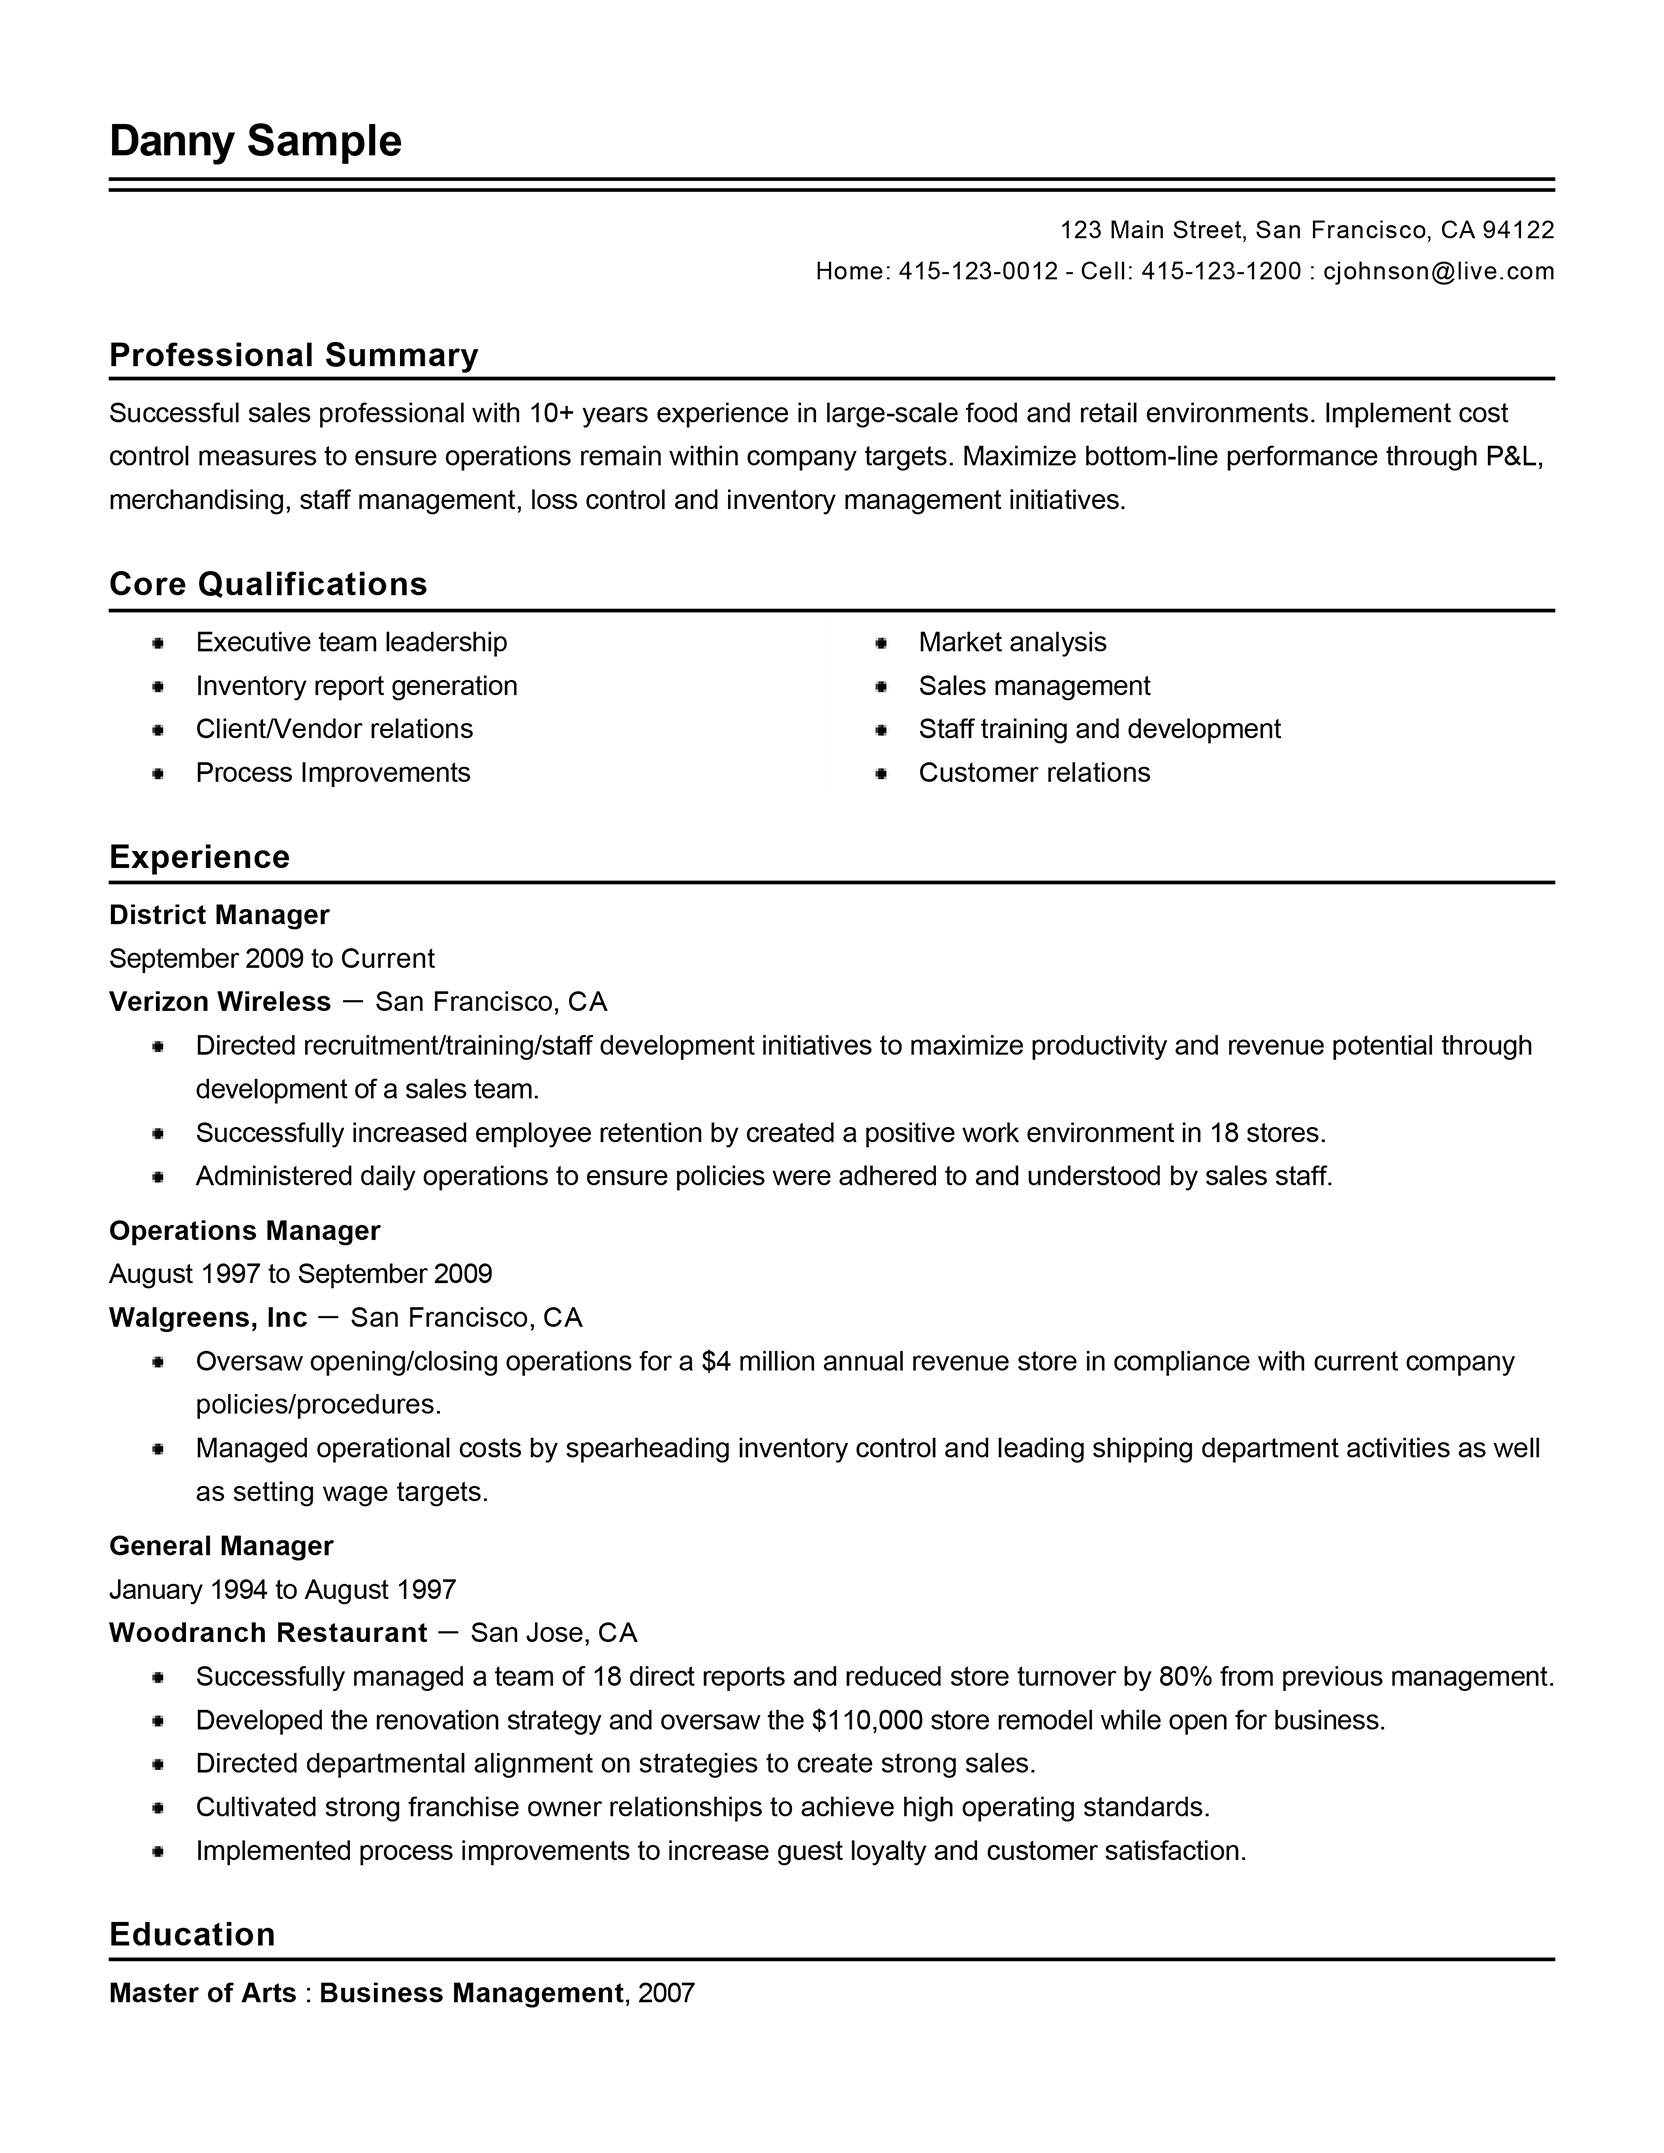 Danny Sample
123 Main Street, San Francisco, CA 94122
Home: 415-123-0012 - Cell: 415-123-1200 : cjohnson@live.com
Professional Summary
Successful sales professional with 10+ years experience in large-scale food and retail environments. Implement cost
control measures to ensure operations remain within company targets. Maximize bottom-line performance through P&L,
merchandising, staff management, loss control and inventory management initiatives.
Core Qualifications
Executive team leadership
Inventory report generation
Client/Vendor relations
Process Improvements
Market analysis
Sales management
Staff training and development
Customer relations
Experience
District Manager
September 2009 to Current
Verizon Wireless — San Francisco, CA
Directed recruitment/training/staff development initiatives to maximize productivity and revenue potential through
development of a sales team.
Successfully increased employee retention by created a positive work environment in 18 stores.
Administered daily operations to ensure policies were adhered to and understood by sales staff.
Operations Manager
August 1997 to September 2009
Walgreens, Inc — San Francisco, CA
Oversaw opening/closing operations for a $4 million annual revenue store in compliance with current company
policies/procedures.
Managed operational costs by spearheading inventory control and leading shipping department activities as well
as setting wage targets.
General Manager
January 1994 to August 1997
Woodranch Restaurant — San Jose, CA
Successfully managed a team of 18 direct reports and reduced store turnover by 80% from previous management.
Developed the renovation strategy and oversaw the $110,000 store remodel while open for business.
Directed departmental alignment on strategies to create strong sales.
Cultivated strong franchise owner relationships to achieve high operating standards.
Implemented process improvements to increase guest loyalty and customer satisfaction.
Education
Master of Arts : Business Management, 2007